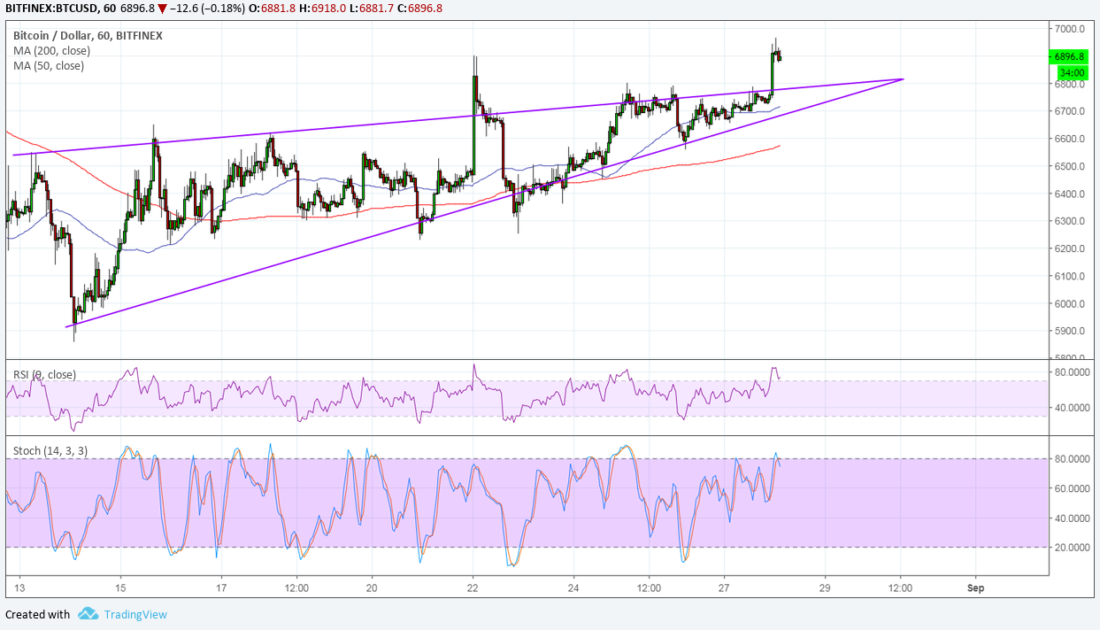 BITFINEX:BTCUSD, 60 6896.8 ▼ −12.6 (−0.18%) O:6881.8 H:6918.0 L:6881.7 C:6896.8
Bitcoin / Dollar, 60, BITFINEX
MA (200, close)
MA (50, close)
7000.0
6896.8
34:00
6800.0
6700.0
6600.0
6500.0
6400.0
6300.0
6200.0
6100.0
6000.0
5900.0
5800.0
RSI (9, close)
80.0000
40.0000
Stoch (14, 3, 3)
80.0000
60.0000
40.0000
20.0000
13 15 17 12:00 20 22 24 12:00 27 29 12:00 Sep
Created with TradingView